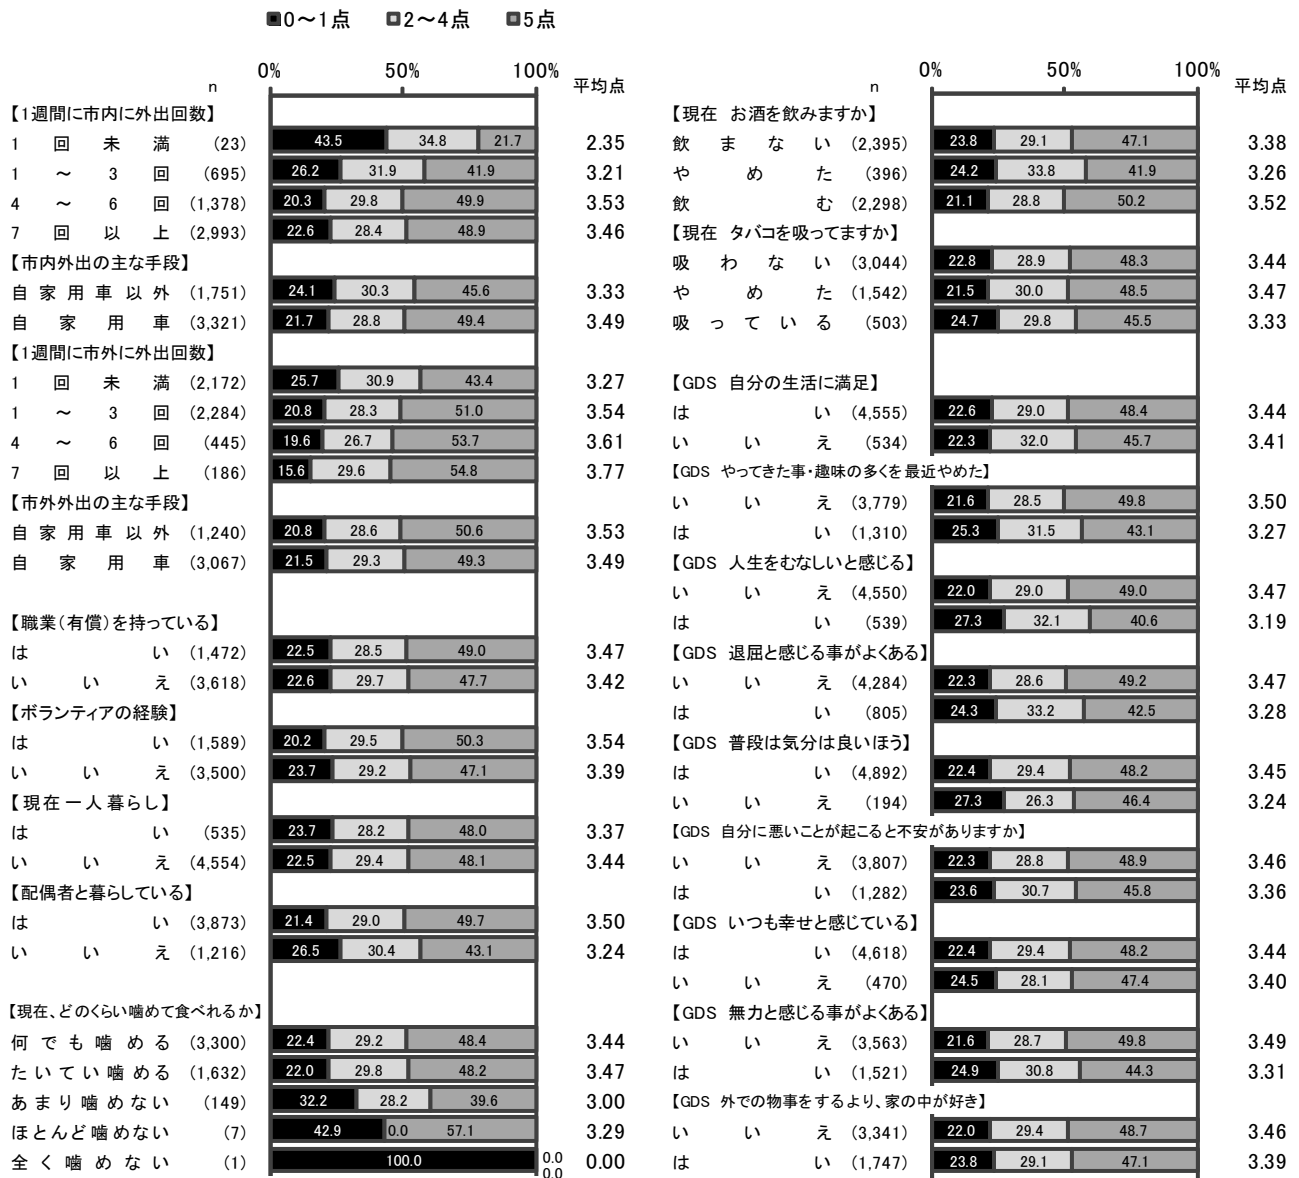 ■0～1点 □2～4点 ■5点
n 0% 50% 100% 平均点
【1週間に市内に外出回数】
1回未満 (23) 43.5 34.8 21.7 2.35
1～3回 (695) 26.2 31.9 41.9 3.21
4～6回 (1,378) 20.3 29.8 49.9 3.53
7回以上 (2,993) 22.6 28.4 48.9 3.46
【市内外出の主な手段】
自家用車以外 (1,751) 24.1 30.3 45.6 3.33
自家用車 (3,321) 21.7 28.8 49.4 3.49
【1週間に市外に外出回数】
1回未満 (2,172) 25.7 30.9 43.4 3.27
1～3回 (2,284) 20.8 28.3 51.0 3.54
4～6回 (445) 19.6 26.7 53.7 3.61
7回以上 (186) 15.6 29.6 54.8 3.77
【市外外出の主な手段】
自家用車以外 (1,240) 20.8 28.6 50.6 3.53
自家用車 (3,067) 21.5 29.3 49.3 3.49
【職業(有償)を持っている】
はい (1,472) 22.5 28.5 49.0 3.47
いいえ (3,618) 22.6 29.7 47.7 3.42
【ボランティアの経験】
はい (1,589) 20.2 29.5 50.3 3.54
いいえ (3,500) 23.7 29.2 47.1 3.39
【現在一人暮らし】
はい (535) 23.7 28.2 48.0 3.37
いいえ (4,554) 22.5 29.4 48.1 3.44
【配偶者と暮らしている】
はい (3,873) 21.4 29.0 49.7 3.50
いいえ (1,216) 26.5 30.4 43.1 3.24
【現在、どのくらい噛めて食べれるか】
何でも噛める (3,300) 22.4 29.2 48.4 3.44
たいてい噛める (1,632) 22.0 29.8 48.2 3.47
あまり噛めない (149) 32.2 28.2 39.6 3.00
ほとんど噛めない (7) 42.9 0.0 57.1 3.29
全く噛めない (1) 100.0 0.0 0.0 0.00
n 0% 50% 100% 平均点
【現在 お酒を飲みますか】
飲まない (2,395) 23.8 29.1 47.1 3.38
やめた (396) 24.2 33.8 41.9 3.26
飲む (2,298) 21.1 28.8 50.2 3.52
【現在 タバコを吸ってますか】
吸わない (3,044) 22.8 28.9 48.3 3.44
やめた (1,542) 21.5 30.0 48.5 3.47
吸っている (503) 24.7 29.8 45.5 3.33
【GDS 自分の生活に満足】
はい (4,555) 22.6 29.0 48.4 3.44
いいえ (534) 22.3 32.0 45.7 3.41
【GDS やってきた事・趣味の多くを最近やめた】
いいえ (3,779) 21.6 28.5 49.8 3.50
はい (1,310) 25.3 31.5 43.1 3.27
【GDS 人生をむなしいと感じる】
いいえ (4,550) 22.0 29.0 49.0 3.47
はい (539) 27.3 32.1 40.6 3.19
【GDS 退屈と感じる事がよくある】
いいえ (4,284) 22.3 28.6 49.2 3.47
はい (805) 24.3 33.2 42.5 3.28
【GDS 普段は気分は良いほう】
はい (4,892) 22.4 29.4 48.2 3.45
いいえ (194) 27.3 26.3 46.4 3.24
【GDS 自分に悪いことが起こると不安がありますか】
いいえ (3,807) 22.3 28.8 48.9 3.46
はい (1,282) 23.6 30.7 45.8 3.36
【GDS いつも幸せと感じている】
はい (4,618) 22.4 29.4 48.2 3.44
いいえ (470) 24.5 28.1 47.4 3.40
【GDS 無力と感じる事がよくある】
いいえ (3,563) 21.6 28.7 49.8 3.49
はい (1,521) 24.9 30.8 44.3 3.31
【GDS 外での物事をするより、家の中が好き】
いいえ (3,341) 22.0 29.4 48.7 3.46
はい (1,747) 23.8 29.1 47.1 3.39